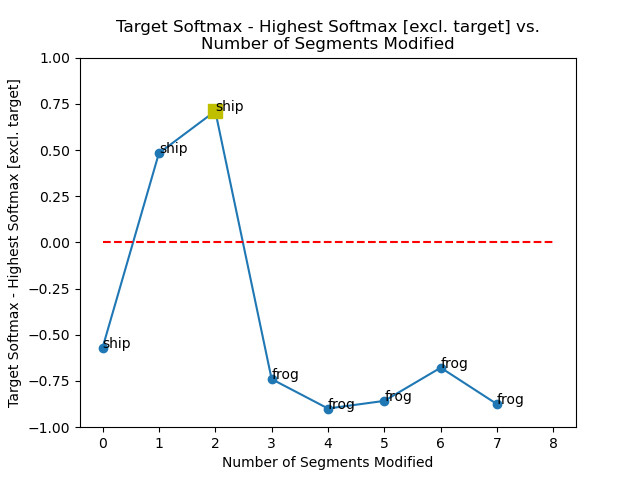 Target Softmax - Highest Softmax [excl. target] vs.
Number of Segments Modified
Target Softmax - Highest Softmax [excl. target]
1.00
0.75
0.50
0.25
0.00
−0.25
−0.50
−0.75
−1.00
ship
ship
ship
frog
frog
frog
frog
frog
0 1 2 3 4 5 6 7 8
Number of Segments Modified